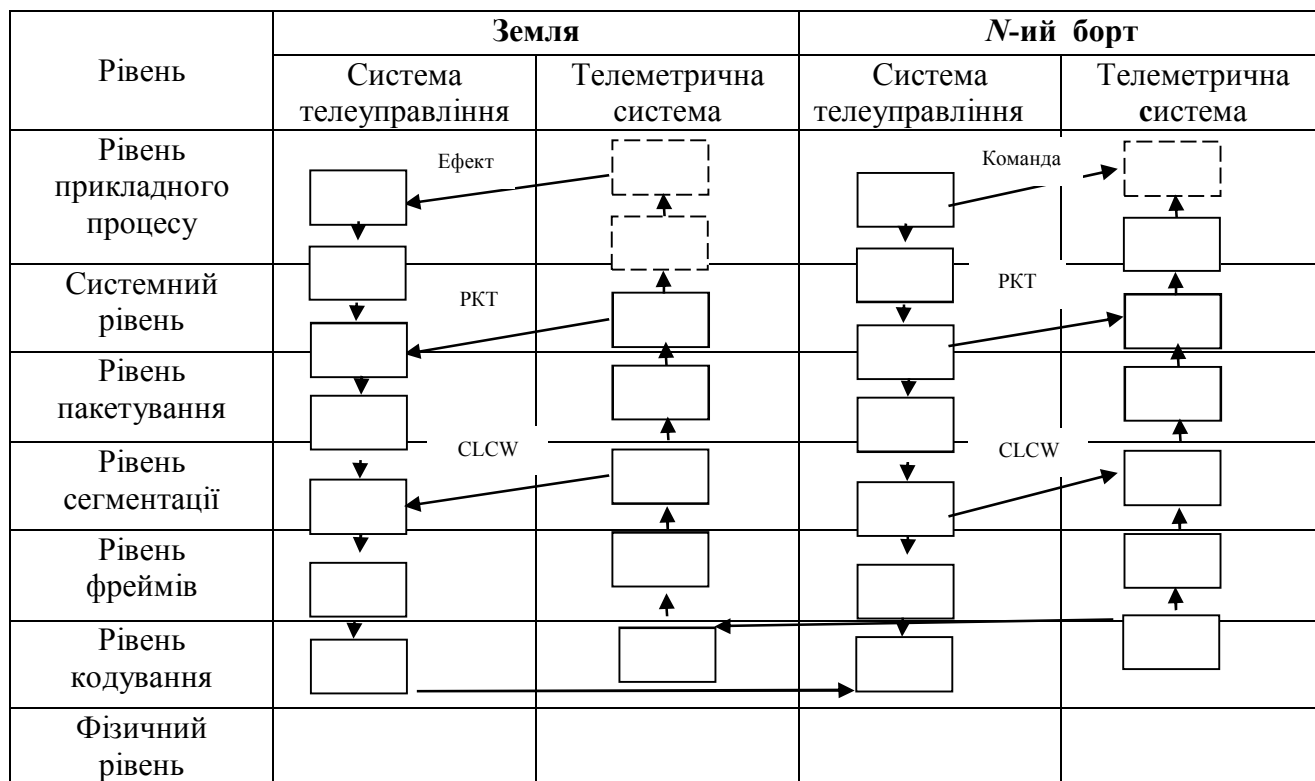 Рівень
Земля
N-ий борт
Система
телеуправління
Телеметрична
система
Система
телеуправління
Телеметрична
система
Рівень
прикладного
процесу
Ефект
Команда
Системний
рівень
РКТ
РКТ
Рівень
пакетування
Рівень
сегментації
CLCW
CLCW
Рівень
фреймів
Рівень
кодування
Фізичний
рівень